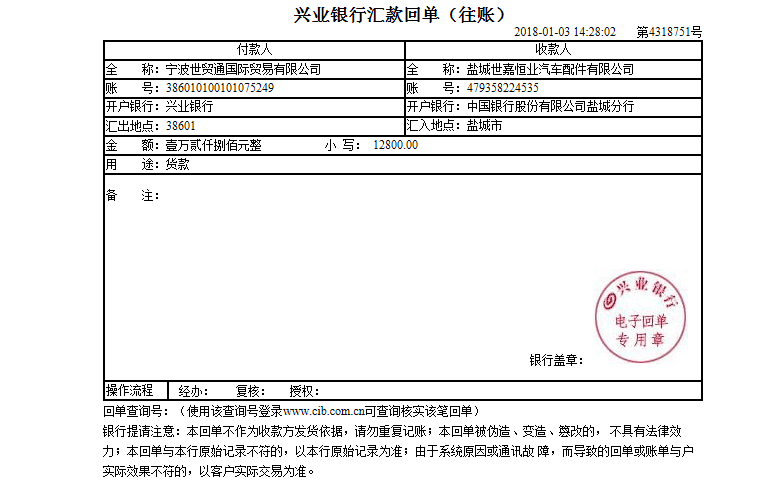 兴业银行汇款回单（往账）
2018-01-03 14:28:02 第4318751号
付款人 收款人
全 称：宁波世贸通国际贸易有限公司 全 称：盐城世嘉恒业汽车配件有限公司
账 号：386010100101075249 账 号：479358224535
开户银行：兴业银行 开户银行：中国银行股份有限公司盐城分行
汇出地点：38601 汇入地点：盐城市
金 额：壹万贰仟捌佰元整 小 写： 12800.00
用 途：货款
备 注：
兴业银行
电子回单
专用章
银行盖章：
操作流程 经办： 复核： 授权：
回单查询号：（使用该查询号登录www.cib.com.cn可查询核实该笔回单）
银行提请注意：本回单不作为收款方发货依据，请勿重复记账；本回单被伪造、变造、篡改的， 不具有法律效
力；本回单与本行原始记录不符的，以本行原始记录为准；由于系统原因或通讯故 障，而导致的回单或账单与户
实际效果不符的，以客户实际交易为准。